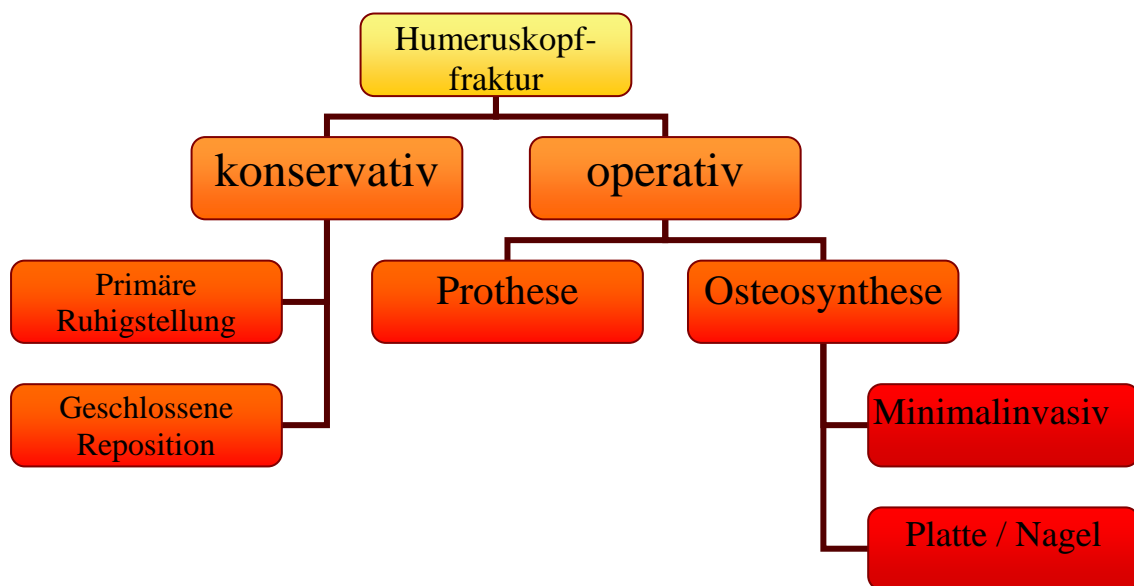 Humeruskopf-
fraktur
konservativ
operativ
Primäre
Ruhigstellung
Prothese
Osteosynthese
Geschlossene
Reposition
Minimalinvasiv
Platte / Nagel